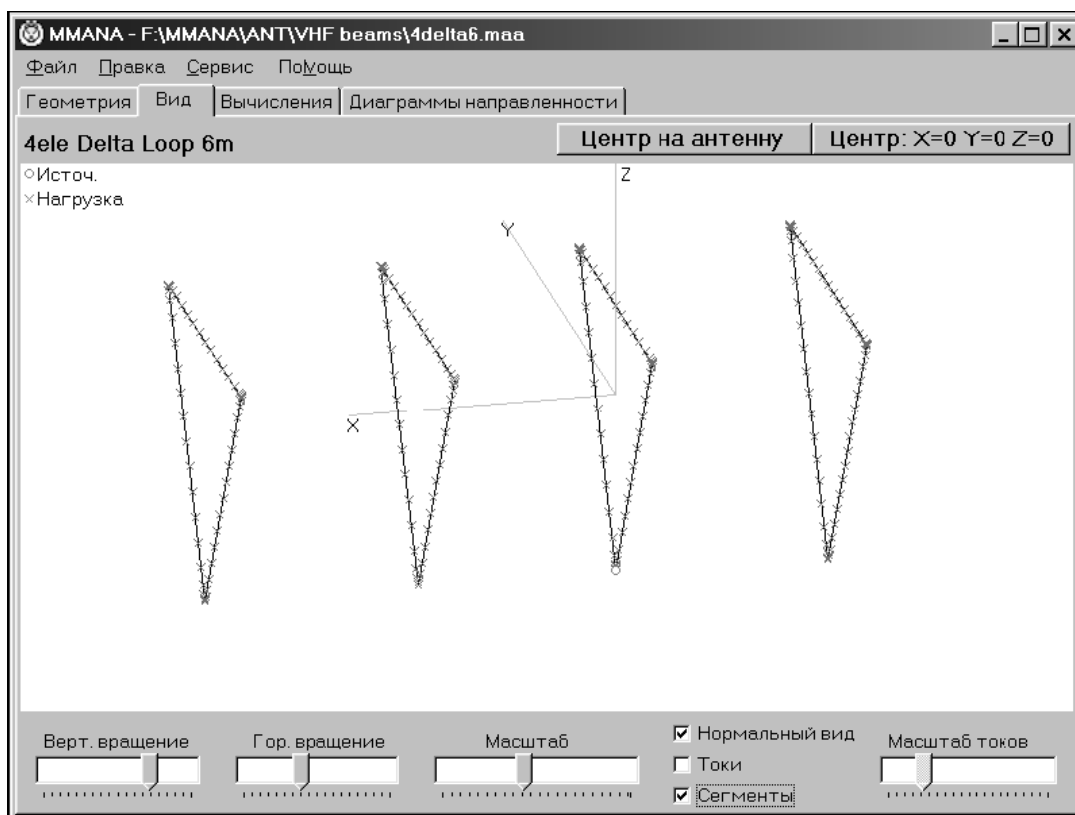 MMANA - F:\MMANA\ANT\VHF beams\4delta6.maa
Файл Правка Сервис ПоМощь
Геометрия Вид Вычисления Диаграммы направленности
4ele Delta Loop 6m Центр на антенну Центр: X=0 Y=0 Z=0
Источ. Z
Нагрузка
Y
X
Верт. вращение Гор. вращение Масштаб Нормальный вид Масштаб токов
Токи
Сегменты